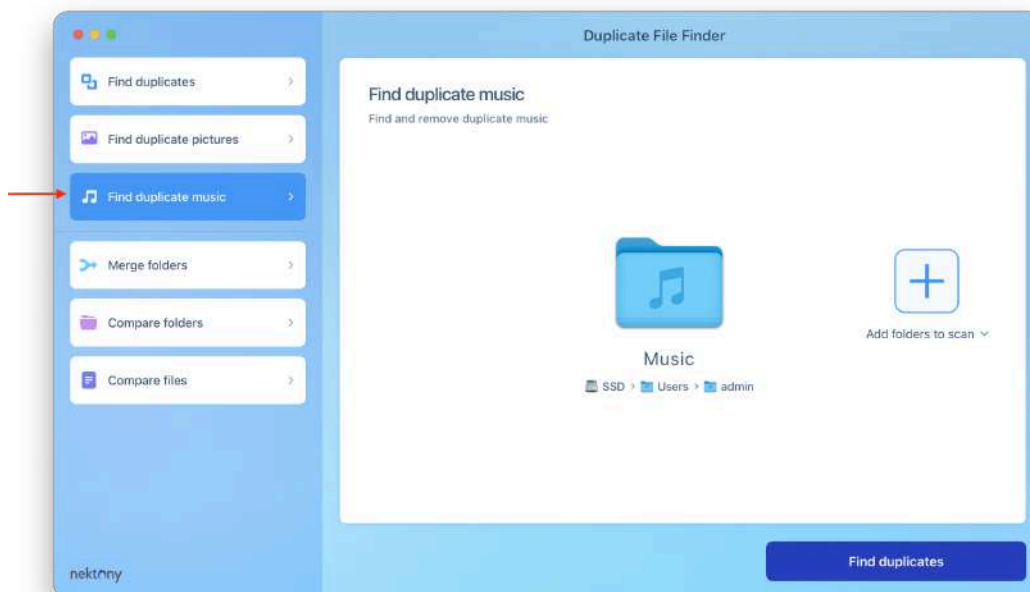 Duplicate File Finder
Find duplicates
Find duplicate pictures
Find duplicate music
Merge folders
Compare folders
Compare files
nektony
Find duplicate music
Find and remove duplicate music
Music
SSD › Users › admin
Add folders to scan
Find duplicates